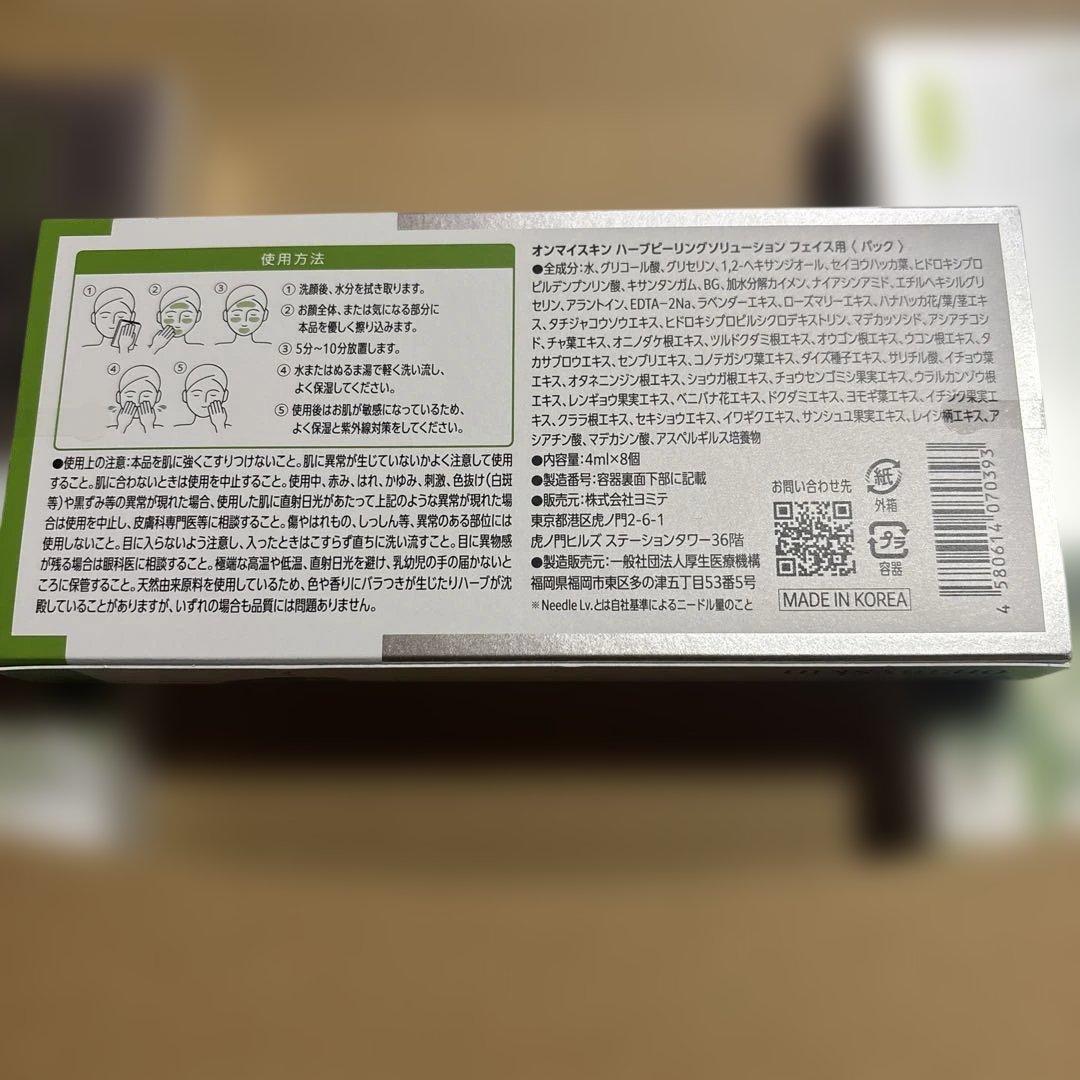 使用方法
①
②
③
④
⑤
① 洗顔後、水分を拭き取ります。
② お顔全体、または気になる部分に
本品を優しく擦り込みます。
③ 5分〜10分放置します。
④ 水またはぬるま湯で軽く洗い流し、
よく保湿してください。
⑤ 使用後はお肌が敏感になっているため、
よく保湿と紫外線対策をしてください。
●使用上の注意:本品を肌に強くこすりつけないこと。肌に異常が生じていないかよく注意して使用
すること。肌に合わないときは使用を中止すること。使用中、赤み、はれ、かゆみ、刺激、色抜け(白斑
等)や黒ずみ等の異常が現れた場合、使用した肌に直射日光があたって上記のような異常が現れた場
合は使用を中止し、皮膚科専門医等に相談すること。傷やはれもの、しっしん等、異常のある部位には
使用しないこと。目に入らないよう注意し、入ったときはこすらず直ちに洗い流すこと。目に異物感
が残る場合は眼科医に相談すること。極端な高温や低温、直射日光を避け、乳幼児の手の届かないと
ころに保管すること。天然由来原料を使用しているため、色や香りにバラつきが生じたりハーブが沈
殿していることがありますが、いずれの場合も品質には問題ありません。
オンマイスキン ハーブピーリングソリューション フェイス用〈 パック 〉
●全成分:水、グリコール酸、グリセリン、1,2-ヘキサンジオール、セイヨウハッカ葉、ヒドロキシプロ
ピルデンプンリン酸、キサンタンガム、BG、加水分解カイメン、ナイアシンアミド、エチルヘキシルグリ
セリン、アラントイン、EDTA-2Na、ラベンダーエキス、ローズマリーエキス、ハナハッカ花/葉/茎エキ
ス、タチジャコウソウエキス、ヒドロキシプロピルシクロデキストリン、マデカッソシド、アシアチコシ
ド、チャ葉エキス、オニノダケ根エキス、ツルドクダミ根エキス、オウゴン根エキス、ウコン根エキス、タ
カサブロウエキス、センブリエキス、コノテガシワ葉エキス、ダイズ種子エキス、サリチル酸、イチョウ葉
エキス、オタネニンジン根エキス、ショウガ根エキス、チョウセンゴミシ果実エキス、ウラルカンゾウ根
エキス、レンギョウ果実エキス、ベニバナ花エキス、ドクダミエキス、ヨモギ葉エキス、イチジク果実エ
キス、クララ根エキス、セキショウエキス、イワギクエキス、サンシュユ果実エキス、レイシ柄エキス、ア
シアチン酸、マデカシン酸、アスペルギルス培養物
●内容量:4ml×8個
●製造番号:容器裏面下部に記載
●販売元:株式会社ヨミテ
東京都港区虎ノ門2-6-1
虎ノ門ヒルズ ステーションタワー36階
●製造販売元:一般社団法人厚生医療機構
福岡県福岡市東区多の津五丁目53番5号
※Needle Lv.とは自社基準によるニードル量のこと
お問い合わせ先
紙
外箱
プラ
容器
MADE IN KOREA
4 580614 070393